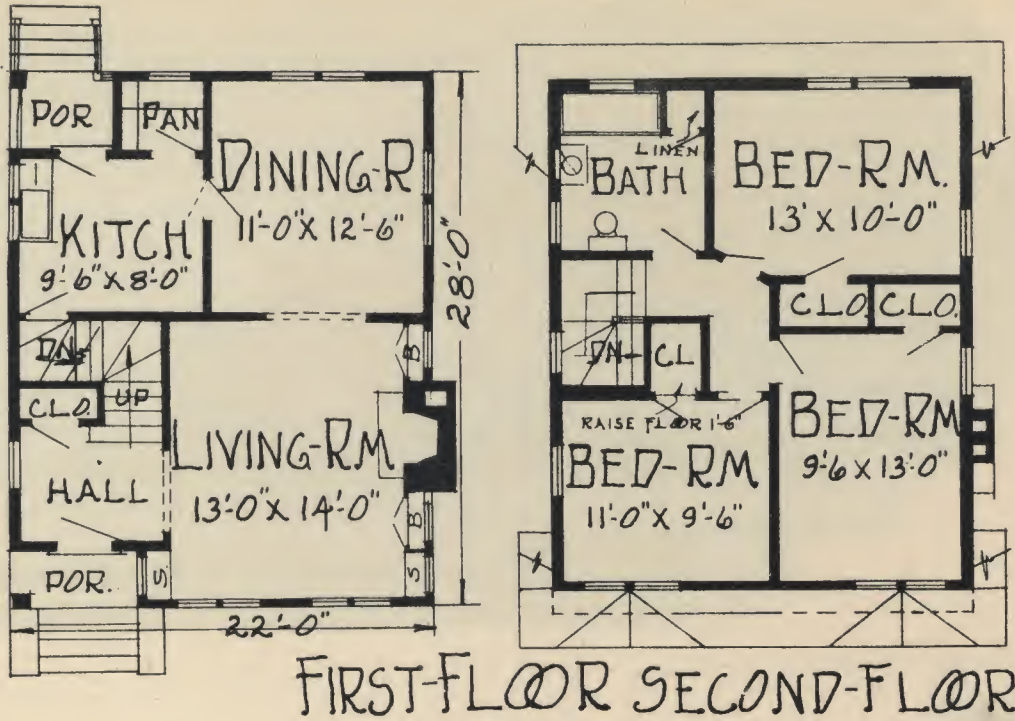 POR
PAN
DINING-R
11'-0" X 12'-6"
KITCH
9'-6" X 8'-0"
28'-0"
DN
B
CLO.
UP
LIVING-RM
13'-0" X 14'-0"
HALL
B
POR.
S.
S
22'-0"
LINEN
BATH
BED-RM.
13' X 10'-0"
CLO.
CLO.
DN
CL
RAISE FLOOR 1'-6"
BED-RM
11'-0" X 9'-6"
BED-RM
9'-6 X 13'-0"
FIRST-FLOOR SECOND-FLOOR